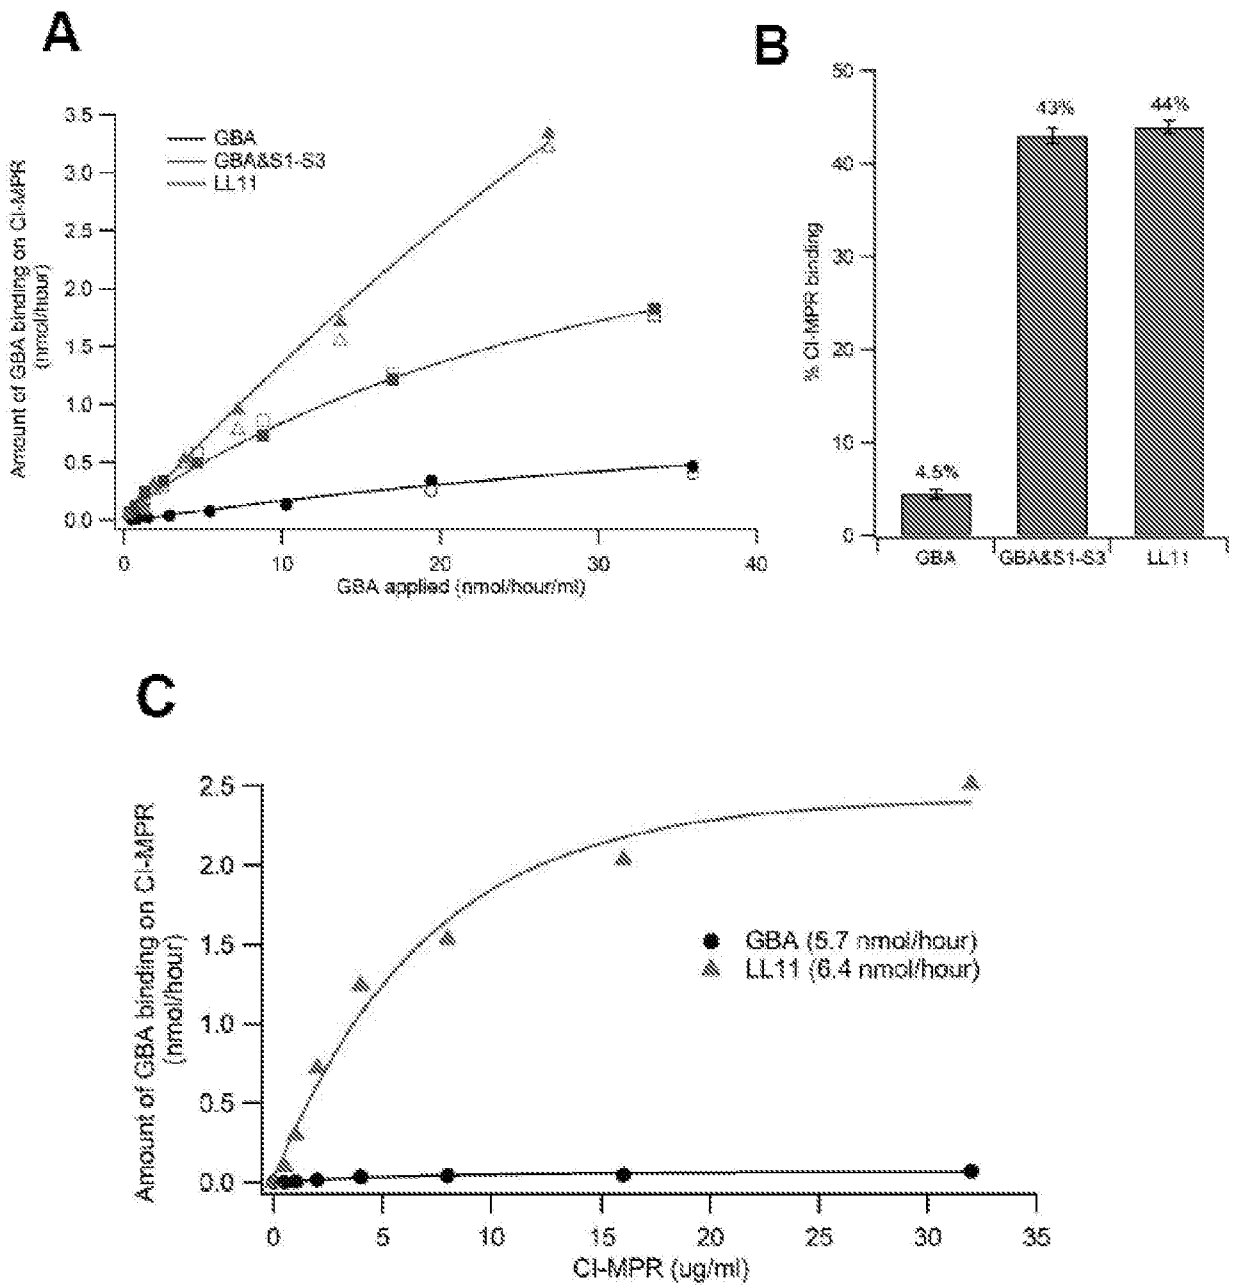 A
Amount of GBA binding on CI-MPR
(nmol/hour)
3.5
3.0
2.5
2.0
1.5
1.0
0.5
0.0
GBA
GBA&S1-S3
LL11
0 10 20 30 40
GBA applied (nmol/hour/ml)
B
% CI-MPR binding
50
40
30
20
10
0
4.5%
43%
44%
GBA GBA&S1-S3 LL11
C
Amount of GBA binding on CI-MPR
(nmol/hour)
2.5
2.0
1.5
1.0
0.5
0.0
GBA (5.7 nmol/hour)
LL11 (6.4 nmol/hour)
0 5 10 15 20 25 30 35
CI-MPR (ug/ml)